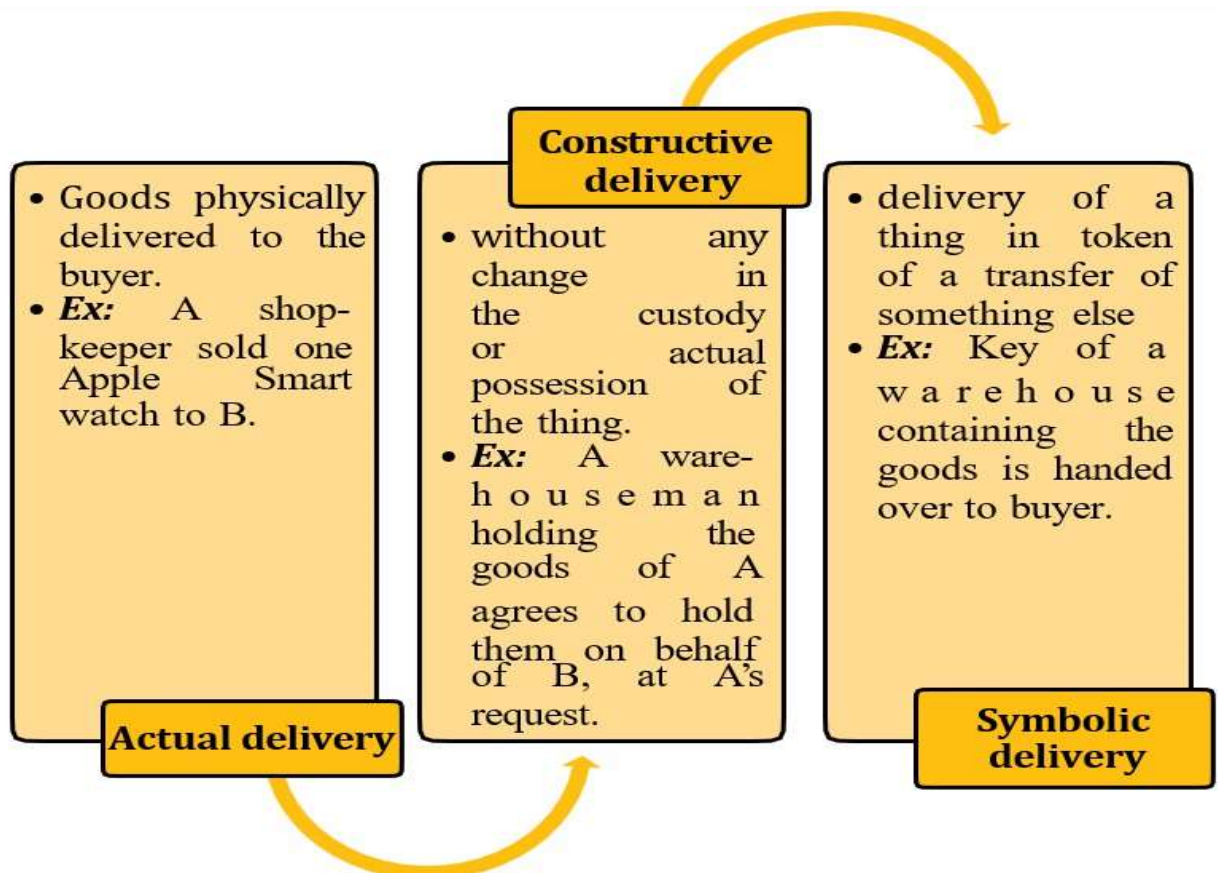 • Goods physically
delivered to the
buyer.
• Ex: A shop-
keeper sold one
Apple Smart
watch to B.
Actual delivery
Constructive
delivery
• without any
change in
the custody
or actual
possession of
the thing.
• Ex: A ware-
houseman
holding the
goods of A
agrees to hold
them on behalf
of B, at A’s
request.
• delivery of a
thing in token
of a transfer of
something else
• Ex: Key of a
warehouse
containing the
goods is handed
over to buyer.
Symbolic
delivery